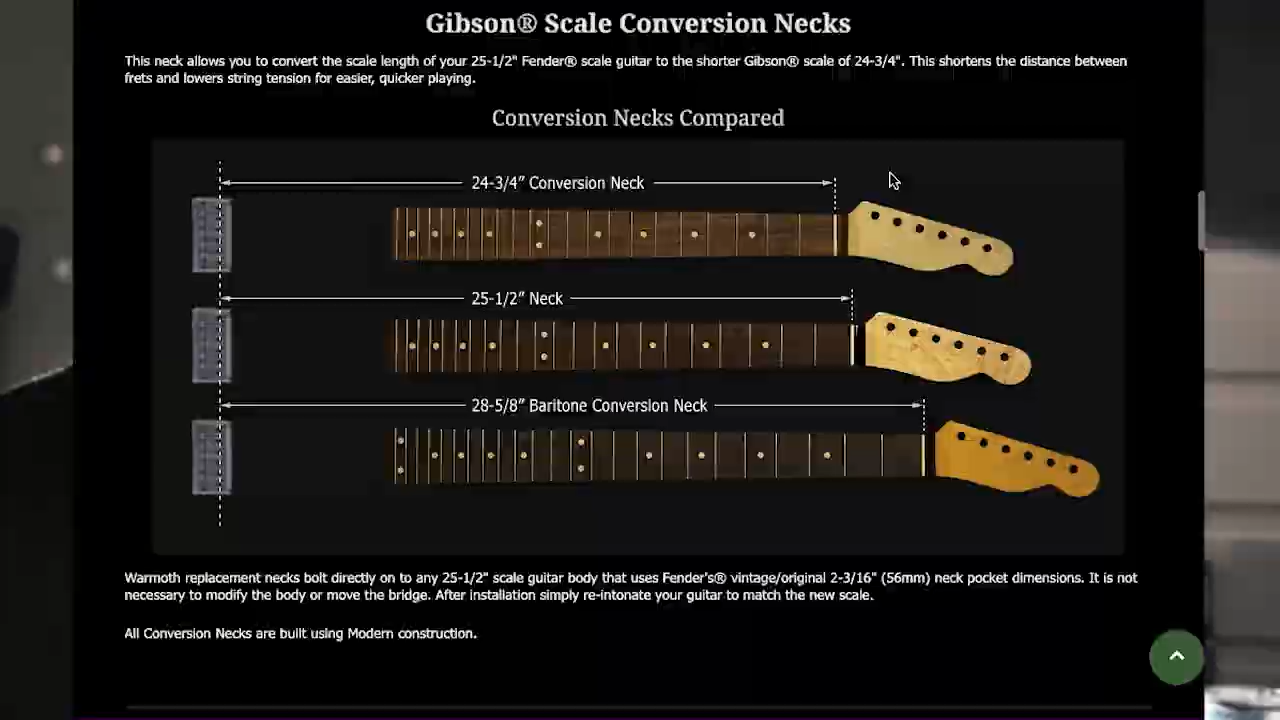 Gibson® Scale Conversion Necks
This neck allows you to convert the scale length of your 25-1/2" Fender® scale guitar to the shorter Gibson® scale of 24-3/4". This shortens the distance between
frets and lowers string tension for easier, quicker playing.
Conversion Necks Compared
24-3/4” Conversion Neck
25-1/2” Neck
28-5/8” Baritone Conversion Neck
Warmoth replacement necks bolt directly on to any 25-1/2" scale guitar body that uses Fender's® vintage/original 2-3/16" (56mm) neck pocket dimensions. It is not
necessary to modify the body or move the bridge. After installation simply re-intonate your guitar to match the new scale.
All Conversion Necks are built using Modern construction.